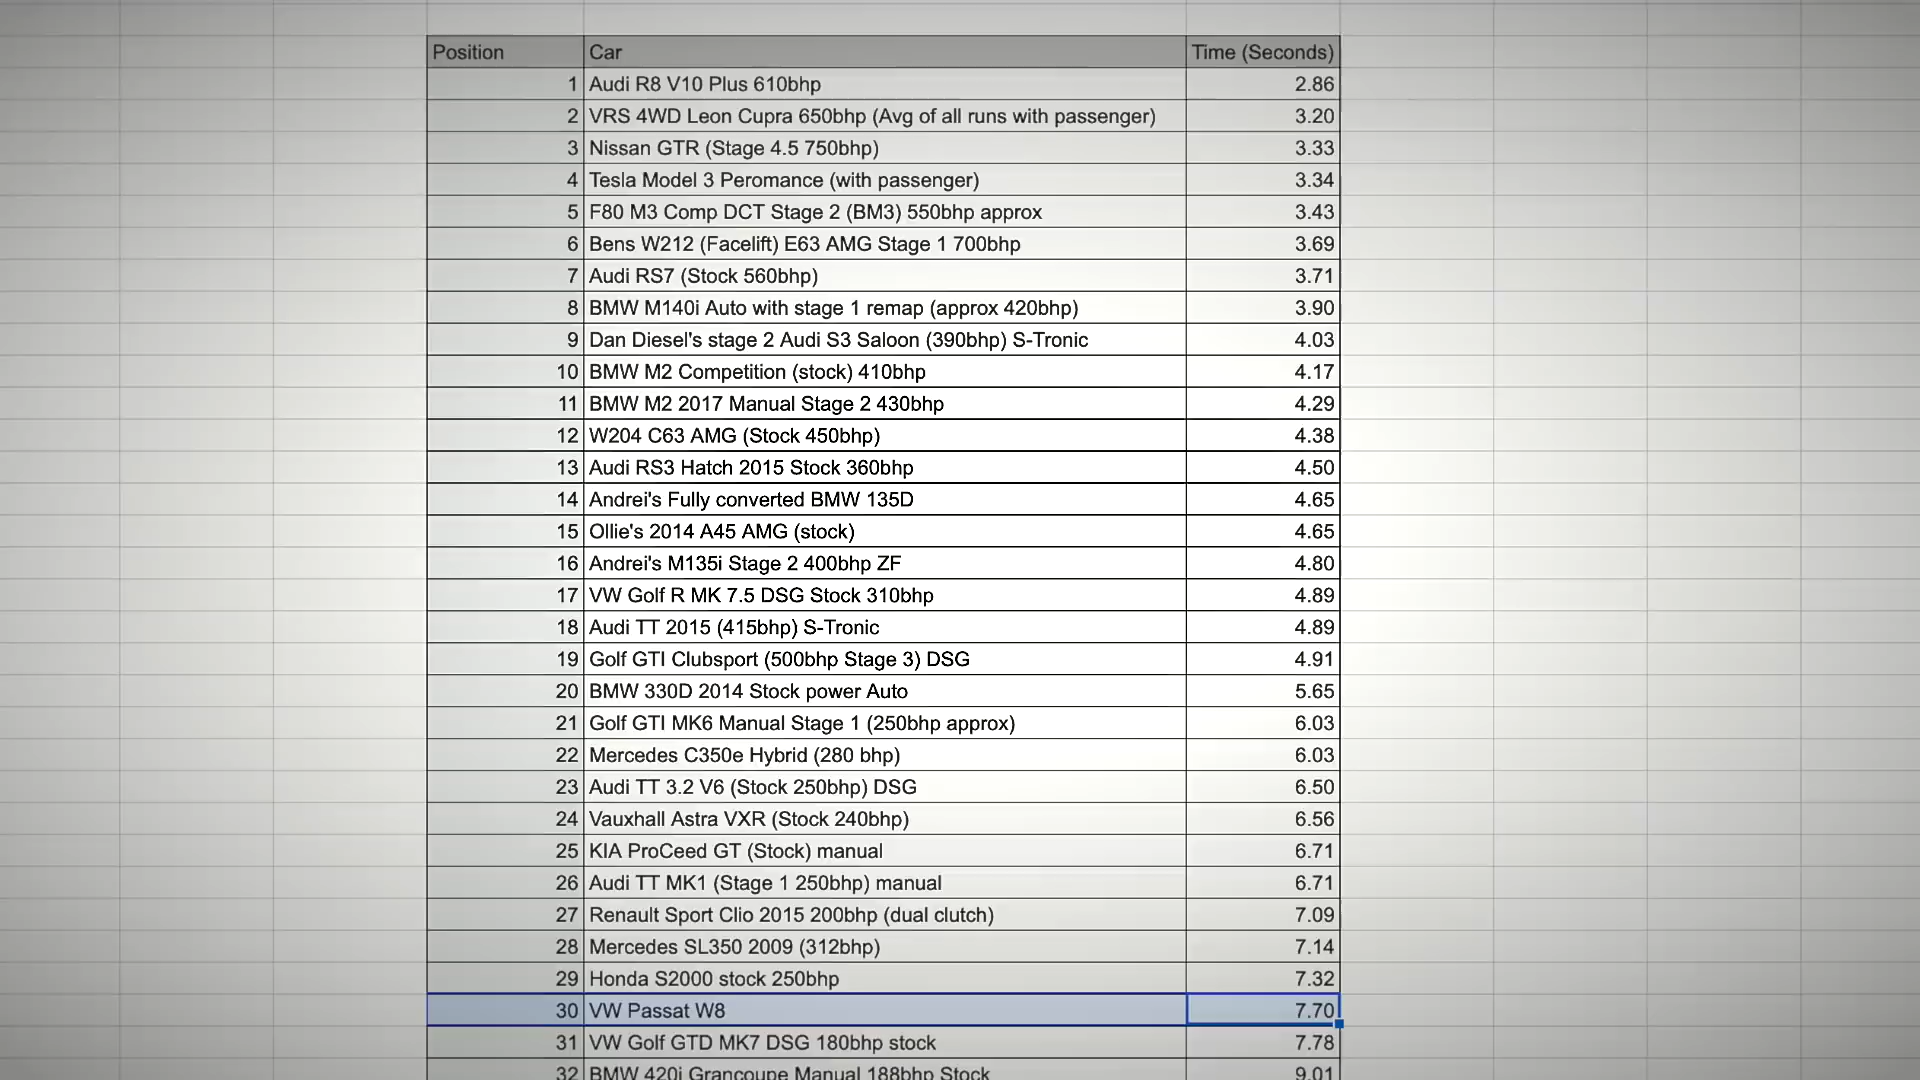 Position Car Time (Seconds)
1 Audi R8 V10 Plus 610bhp 2.86
2 VRS 4WD Leon Cupra 650bhp (Avg of all runs with passenger) 3.20
3 Nissan GTR (Stage 4.5 750bhp) 3.33
4 Tesla Model 3 Peromance (with passenger) 3.34
5 F80 M3 Comp DCT Stage 2 (BM3) 550bhp approx 3.43
6 Bens W212 (Facelift) E63 AMG Stage 1 700bhp 3.69
7 Audi RS7 (Stock 560bhp) 3.71
8 BMW M140i Auto with stage 1 remap (approx 420bhp) 3.90
9 Dan Diesel's stage 2 Audi S3 Saloon (390bhp) S-Tronic 4.03
10 BMW M2 Competition (stock) 410bhp 4.17
11 BMW M2 2017 Manual Stage 2 430bhp 4.29
12 W204 C63 AMG (Stock 450bhp) 4.38
13 Audi RS3 Hatch 2015 Stock 360bhp 4.50
14 Andrei's Fully converted BMW 135D 4.65
15 Ollie's 2014 A45 AMG (stock) 4.65
16 Andrei's M135i Stage 2 400bhp ZF 4.80
17 VW Golf R MK 7.5 DSG Stock 310bhp 4.89
18 Audi TT 2015 (415bhp) S-Tronic 4.89
19 Golf GTI Clubsport (500bhp Stage 3) DSG 4.91
20 BMW 330D 2014 Stock power Auto 5.65
21 Golf GTI MK6 Manual Stage 1 (250bhp approx) 6.03
22 Mercedes C350e Hybrid (280 bhp) 6.03
23 Audi TT 3.2 V6 (Stock 250bhp) DSG 6.50
24 Vauxhall Astra VXR (Stock 240bhp) 6.56
25 KIA ProCeed GT (Stock) manual 6.71
26 Audi TT MK1 (Stage 1 250bhp) manual 6.71
27 Renault Sport Clio 2015 200bhp (dual clutch) 7.09
28 Mercedes SL350 2009 (312bhp) 7.14
29 Honda S2000 stock 250bhp 7.32
30 VW Passat W8 7.70
31 VW Golf GTD MK7 DSG 180bhp stock 7.78
32 BMW 420i Grancoupe Manual 188bhp Stock 9.01